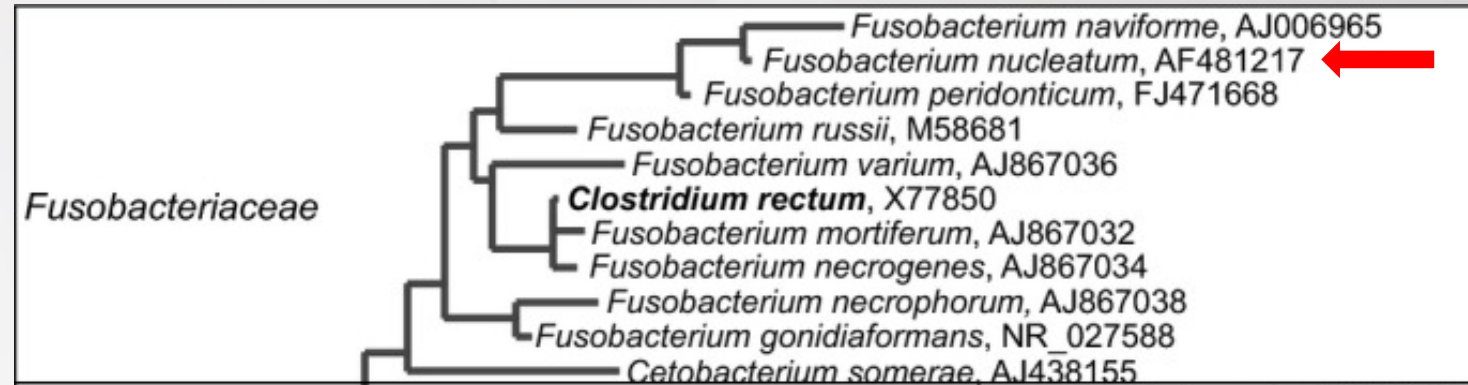 Fusobacterium naviforme, AJ006965
Fusobacterium nucleatum, AF481217
Fusobacterium peridonticum, FJ471668
Fusobacterium russii, M58681
Fusobacterium varium, AJ867036
Clostridium rectum, X77850
Fusobacteriaceae
Fusobacterium mortiferum, AJ867032
Fusobacterium necrogenes, AJ867034
Fusobacterium necrophorum, AJ867038
Fusobacterium gonidiaformans, NR_027588
Cetobacterium somerae, AJ438155